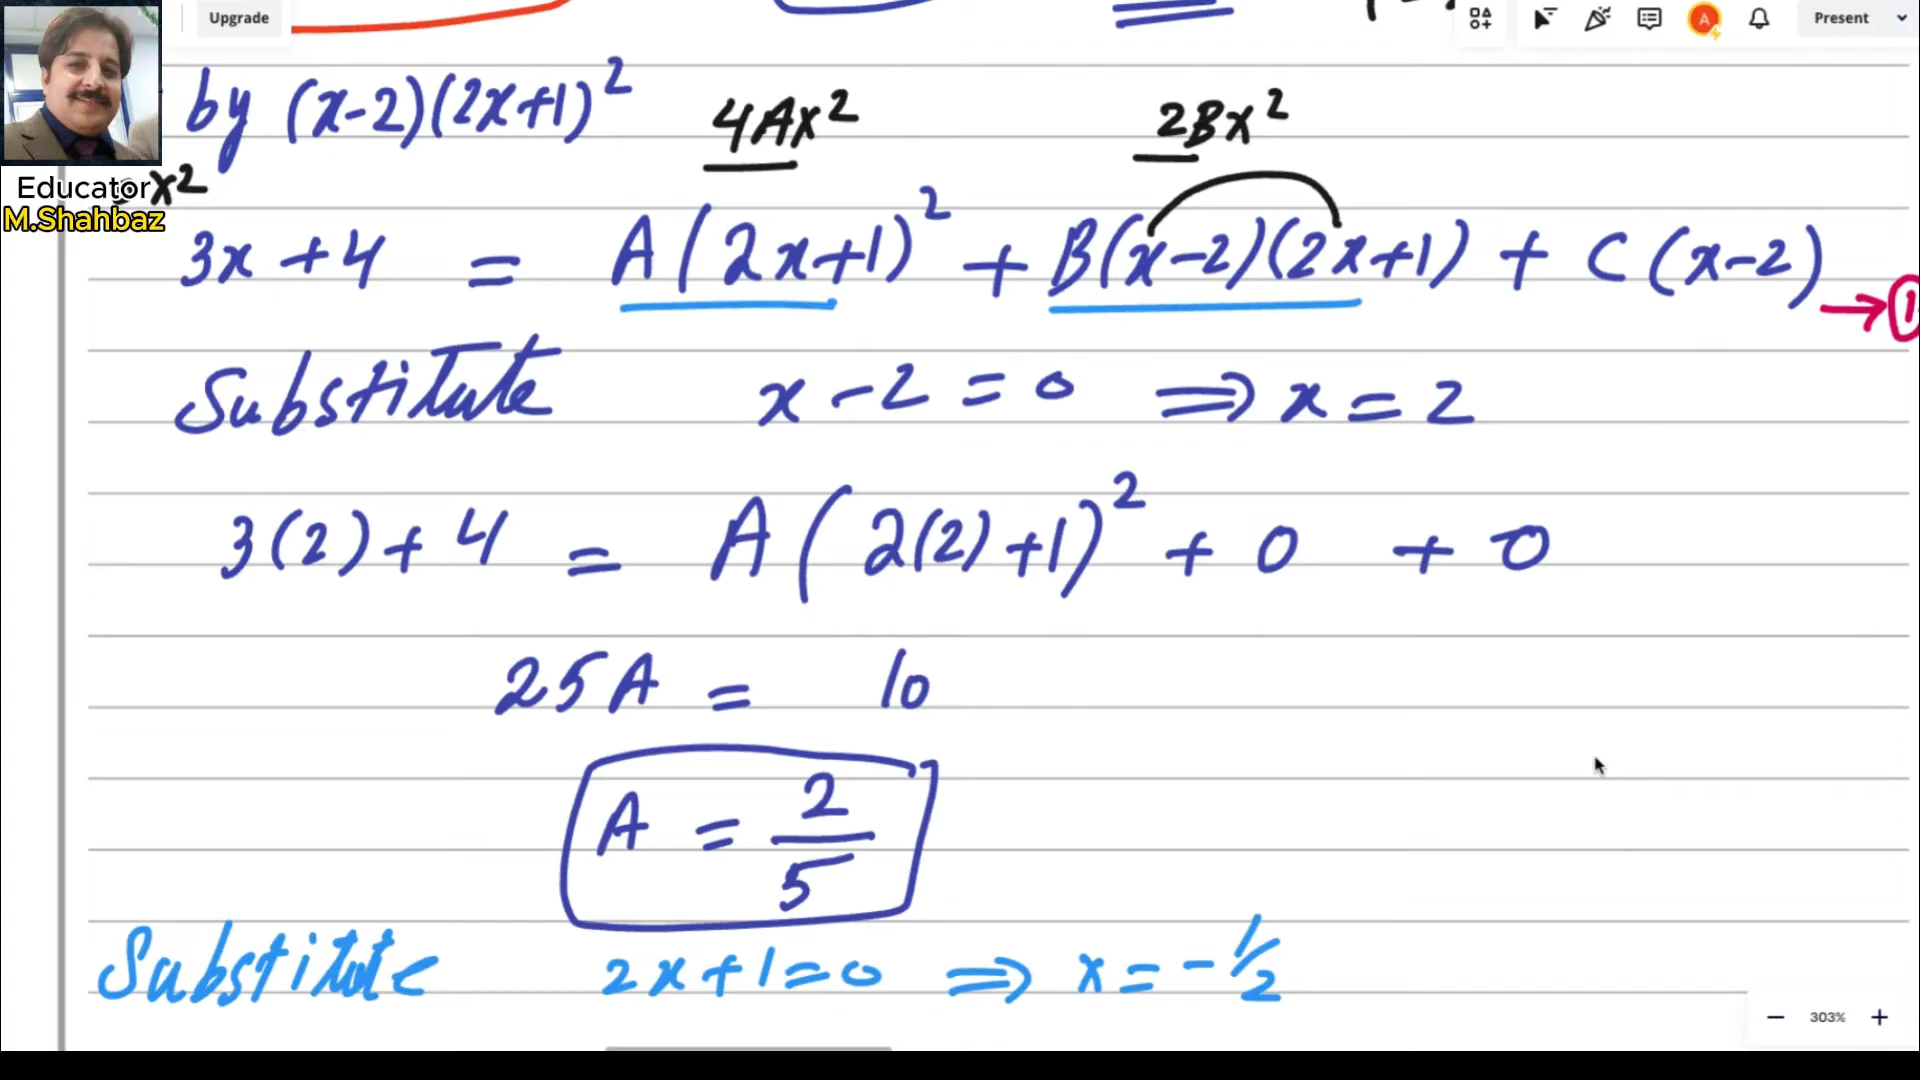 Upgrade
Present
by (x-2)(2x+1)²
4Ax²
2Bx²
Educator
x²
M.Shahbaz
3x+4 = A(2x+1)² + B(x-2)(2x+1) + C(x-2) → ①
Substitute x-2=0 ⟹ x=2
3(2)+4 = A(2(2)+1)² + 0 + 0
25A = 10
A = 2/5
Substitute 2x+1=0 ⟹ x=-1/2
303%